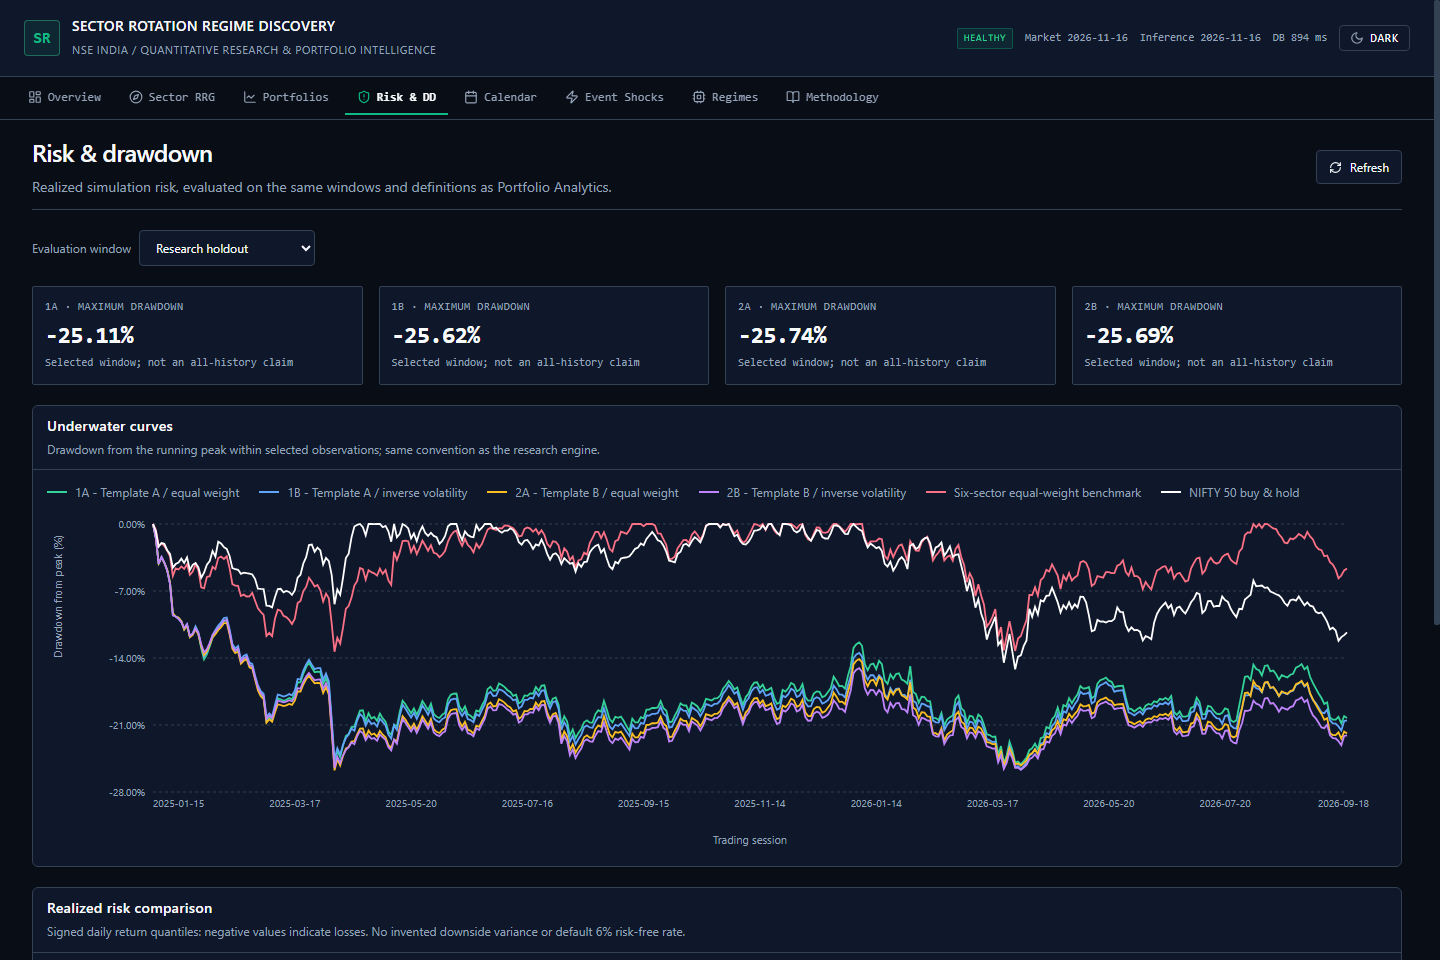 SR
SECTOR ROTATION REGIME DISCOVERY
NSE INDIA / QUANTITATIVE RESEARCH & PORTFOLIO INTELLIGENCE
HEALTHY Market 2026-11-16 Inference 2026-11-16 DB 894 ms DARK
Overview Sector RRG Portfolios Risk & DD Calendar Event Shocks Regimes Methodology
Risk & drawdown
Realized simulation risk, evaluated on the same windows and definitions as Portfolio Analytics.
Refresh
Evaluation window Research holdout
1A · MAXIMUM DRAWDOWN
-25.11%
Selected window; not an all-history claim
1B · MAXIMUM DRAWDOWN
-25.62%
Selected window; not an all-history claim
2A · MAXIMUM DRAWDOWN
-25.74%
Selected window; not an all-history claim
2B · MAXIMUM DRAWDOWN
-25.69%
Selected window; not an all-history claim
Underwater curves
Drawdown from the running peak within selected observations; same convention as the research engine.
1A - Template A / equal weight 1B - Template A / inverse volatility 2A - Template B / equal weight 2B - Template B / inverse volatility Six-sector equal-weight benchmark NIFTY 50 buy & hold
Drawdown from peak (%)
0.00%
-7.00%
-14.00%
-21.00%
-28.00%
2025-01-15 2025-03-17 2025-05-20 2025-07-16 2025-09-15 2025-11-14 2026-01-14 2026-03-17 2026-05-20 2026-07-20 2026-09-18
Trading session
Realized risk comparison
Signed daily return quantiles: negative values indicate losses. No invented downside variance or default 6% risk-free rate.